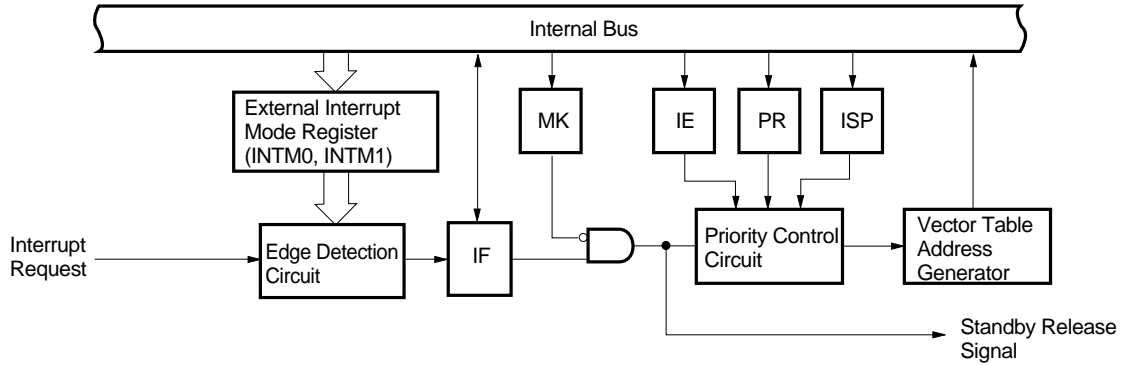 Internal Bus
External Interrupt
Mode Register
(INTM0, INTM1)
MK
IE
PR
ISP
Interrupt
Request
Edge Detection
Circuit
IF
Priority Control
Circuit
Vector Table
Address
Generator
Standby Release
Signal